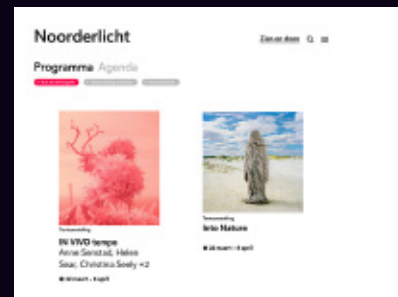 Noorderlicht
Zien en doen
Programma Agenda
Tentoonstelling
IN VIVO tempo
Anne Senstad, Helen
Sear, Christina Seely +2
Tentoonstelling
Into Nature